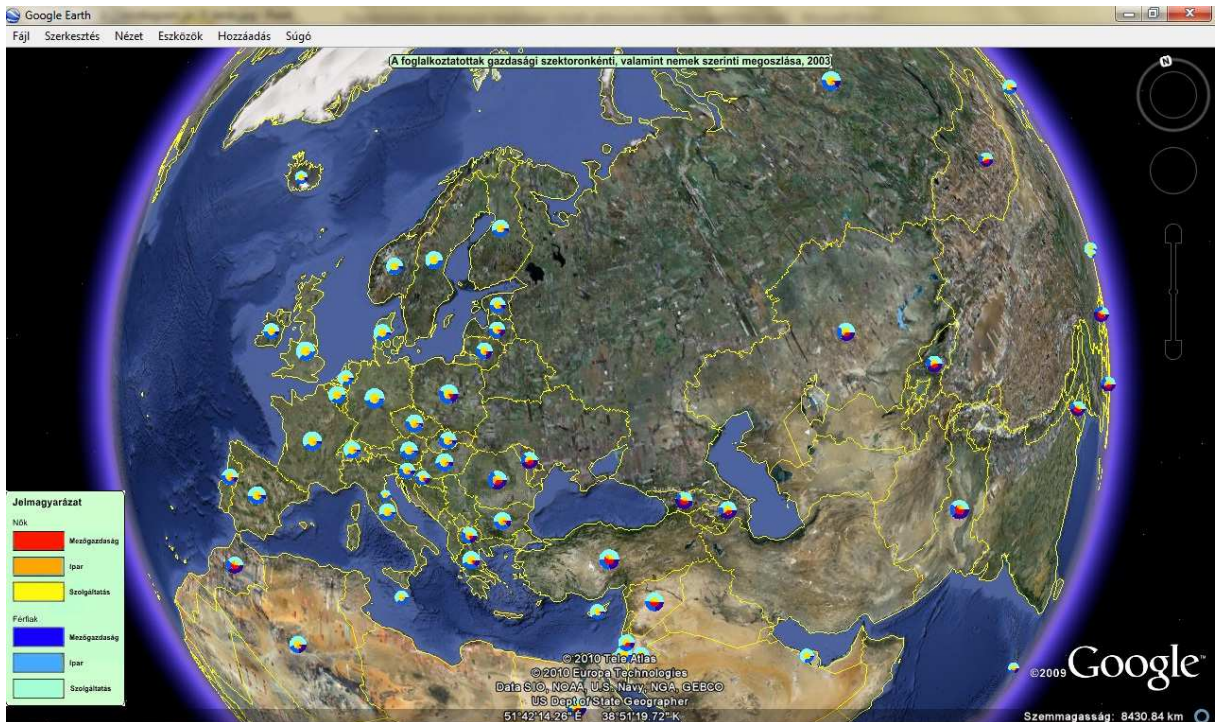 Google Earth
Fájl Szerkesztés Nézet Eszközök Hozzáadás Súgó
A foglalkoztatottak gazdasági szektoronkénti, valamint nemek szerinti megoszlása, 2003
N
Jelmagyarázat
Nők
Mezőgazdaság
Ipar
Szolgáltatás
Férfiak
Mezőgazdaság
Ipar
Szolgáltatás
© 2010 Tele Atlas
© 2010 Europa Technologies
Data SIO, NOAA, U.S. Navy, NGA, GEBCO
US Dept of State Geographer
©2009 Google™
51°42'14.26" É 38°51'19.72" K
Szemmagasság: 8430.84 km